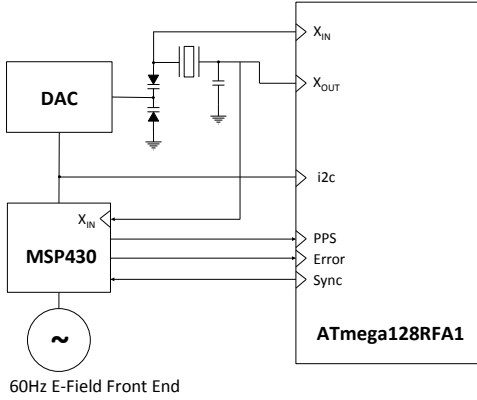 X_IN
DAC
X_OUT
i2c
X_IN
MSP430
PPS
Error
Sync
~
ATmega128RFA1
60Hz E-Field Front End